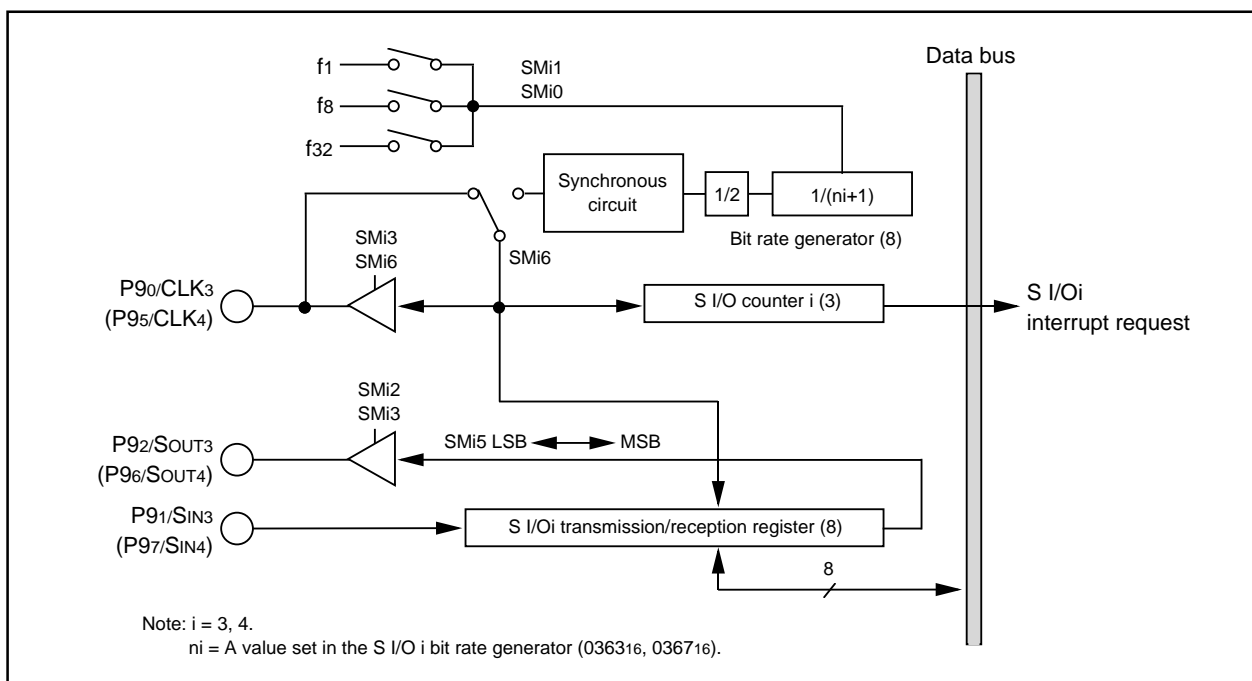 Data bus
f1
SMi1
SMi0
f8
f32
Synchronous
circuit
1/2
1/(ni+1)
Bit rate generator (8)
SMi3
SMi6
SMi6
P90/CLK3
(P95/CLK4)
S I/O counter i (3)
S I/Oi
interrupt request
SMi2
SMi3
SMi5 LSB
MSB
P92/SOUT3
(P96/SOUT4)
P91/SIN3
(P97/SIN4)
S I/Oi transmission/reception register (8)
8
Note: i = 3, 4.
ni = A value set in the S I/O i bit rate generator (036316, 036716).